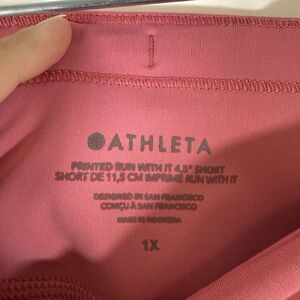 ATHLETA
PRINTED RUN WITH IT 4.5" SHORT
SHORT DE 11,5 CM IMPRIMÉ RUN WITH IT
DESIGNED IN SAN FRANCISCO
CONÇU À SAN FRANCISCO
MADE IN INDONESIA
1X